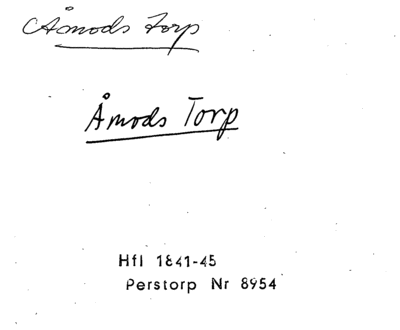 Åmods Torp
Åmods Torp
Hfl 1841-45
Perstorp Nr 8954